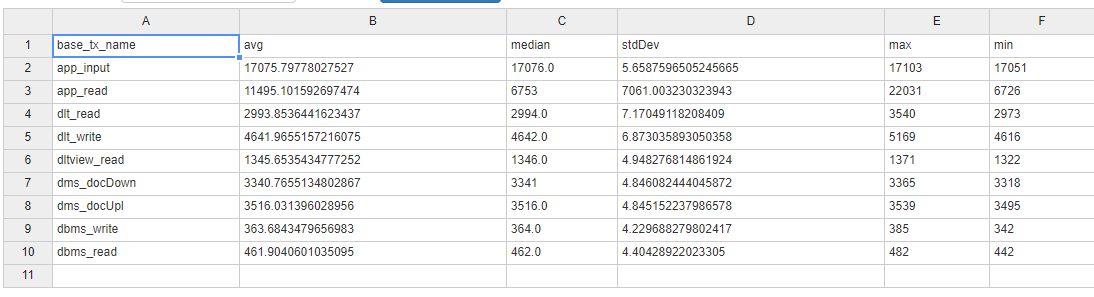 A B C D E F
1 base_tx_name avg median stdDev max min
2 app_input 17075.79778027527 17076.0 5.6587596505245665 17103 17051
3 app_read 11495.101592697474 6753 7061.003230323943 22031 6726
4 dlt_read 2993.8536441623437 2994.0 7.17049118208409 3540 2973
5 dlt_write 4641.9655157216075 4642.0 6.873035893050358 5169 4616
6 dltview_read 1345.6535434777252 1346.0 4.948276814861924 1371 1322
7 dms_docDown 3340.7655134802867 3341 4.846082444045872 3365 3318
8 dms_docUpl 3516.031396028956 3516.0 4.845152237986578 3539 3495
9 dbms_write 363.6843479656983 364.0 4.229688279802417 385 342
10 dbms_read 461.9040601035095 462.0 4.40428922023305 482 442
11